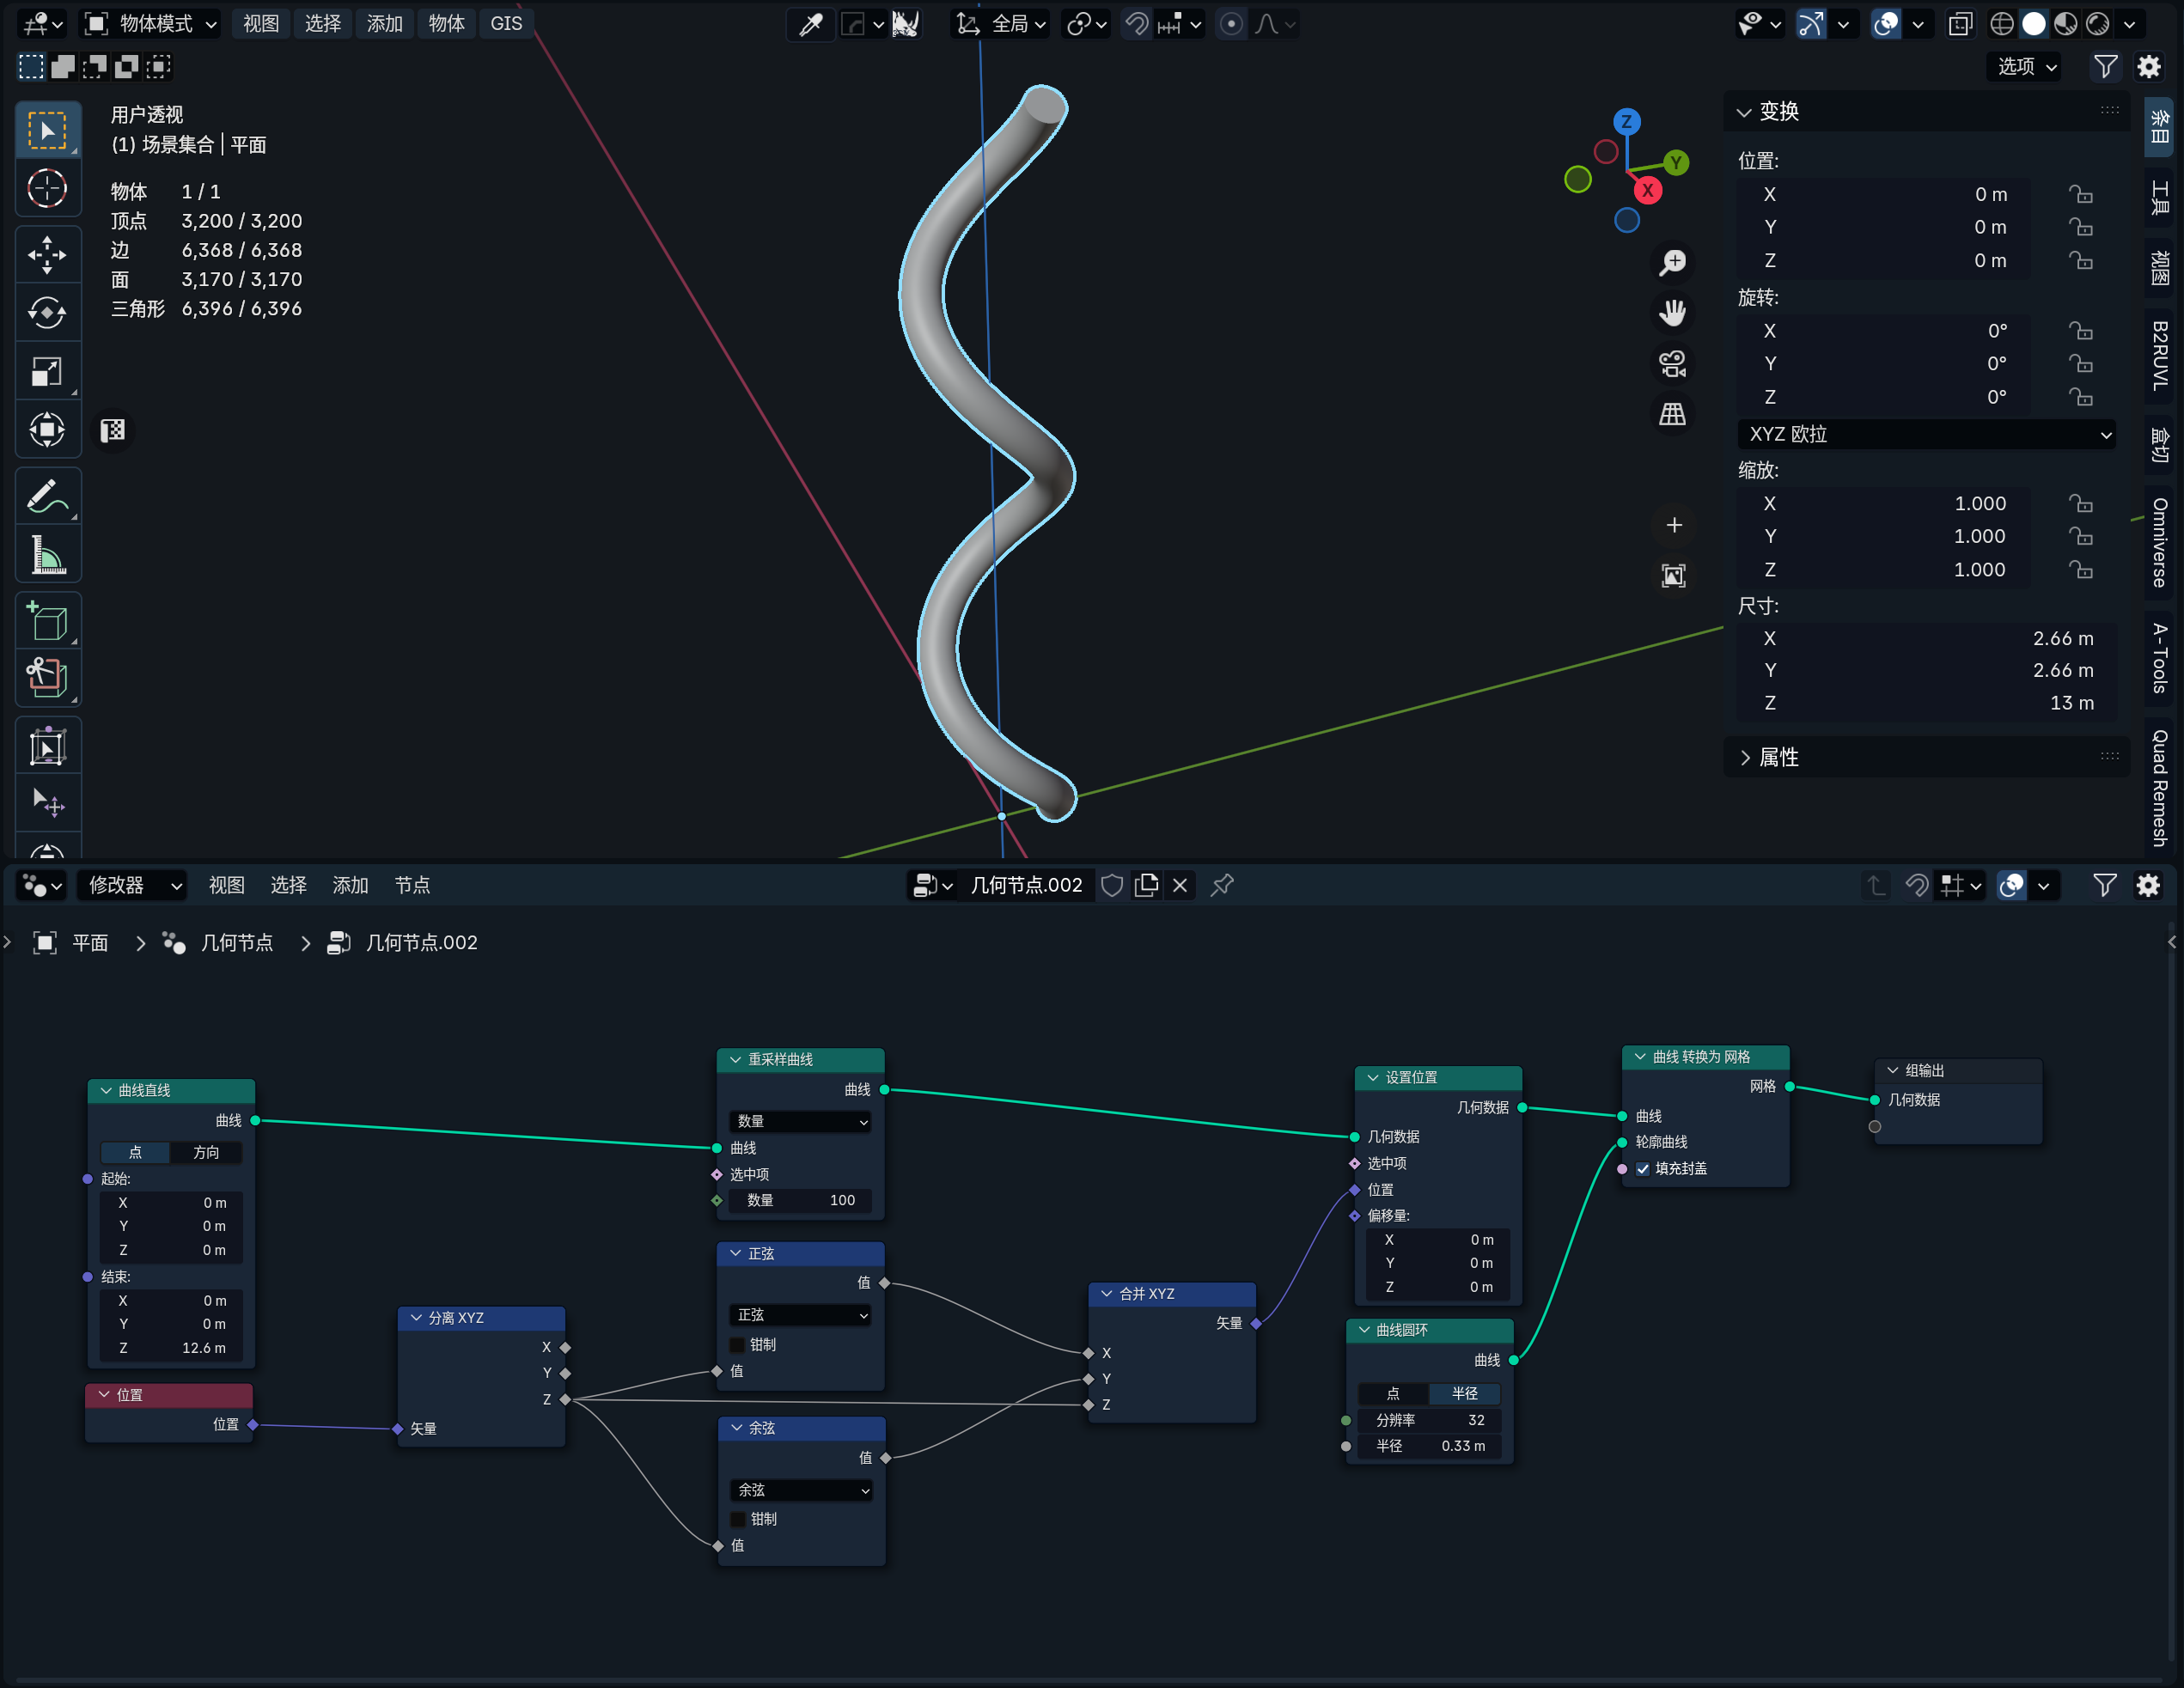 物体模式 视图 选择 添加 物体 GIS 全局
选项
用户透视
(1) 场景集合 | 平面
物体 1 / 1
顶点 3,200 / 3,200
边 6,368 / 6,368
面 3,170 / 3,170
三角形 6,396 / 6,396
Z
Y
X
变换
位置:
X 0 m
Y 0 m
Z 0 m
旋转:
X 0°
Y 0°
Z 0°
XYZ 欧拉
缩放:
X 1.000
Y 1.000
Z 1.000
尺寸:
X 2.66 m
Y 2.66 m
Z 13 m
属性
条目
工具
视图
B2RUVL
盒切
Omniverse
A-Tools
Quad Remesh
修改器 视图 选择 添加 节点 几何节点.002
平面 几何节点 几何节点.002
曲线直线
曲线
点 方向
起始:
X 0 m
Y 0 m
Z 0 m
结束:
X 0 m
Y 0 m
Z 12.6 m
位置
位置
分离 XYZ
X
Y
Z
矢量
重采样曲线
曲线
数量
曲线
选中项
数量 100
正弦
值
正弦
钳制
值
余弦
值
余弦
钳制
值
合并 XYZ
矢量
X
Y
Z
设置位置
几何数据
几何数据
选中项
位置
偏移量:
X 0 m
Y 0 m
Z 0 m
曲线圆环
曲线
点 半径
分辨率 32
半径 0.33 m
曲线 转换为 网格
网格
曲线
轮廓曲线
填充封盖
组输出
几何数据